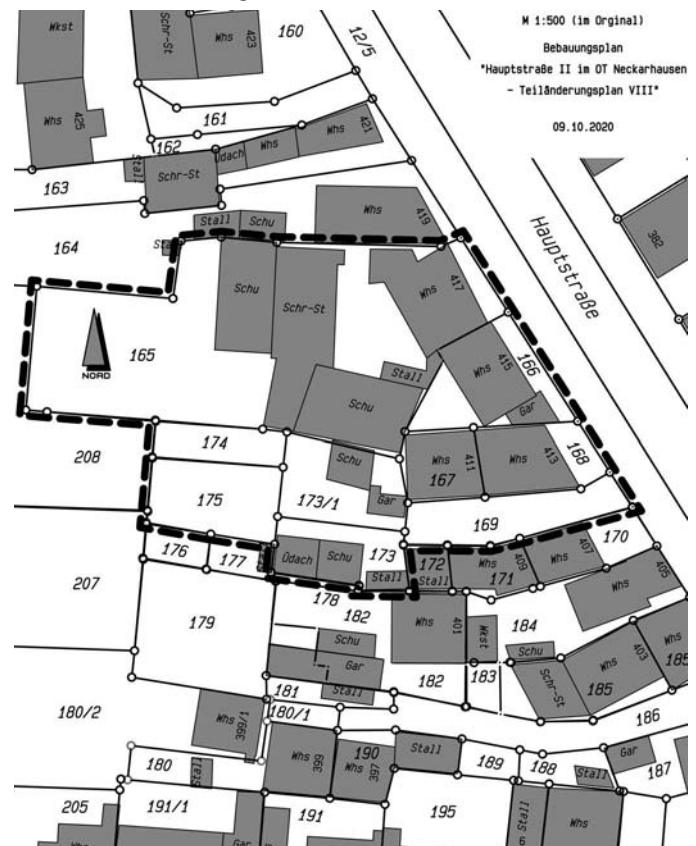 M 1:500 (im Orginal)
Bebauungsplan
"Hauptstraße II im OT Neckarhausen
- Teiländerungsplan VIII"
09.10.2020
Wkst
Schr-St
Whs
423
160
12/5
161
Whs
425
162
Stall
Schr-St
Üdach
Whs
Whs
421
163
382
164
Stall
Schu
Whs
419
Hauptstraße
Schu
Schr-St
Whs
417
165
NORD
Stall
Whs
415
166
Schu
Gar
208
174
Schu
Whs
411
167
Whs
413
168
175
173/1
Gar
169
176
177
Üdach
Schu
173
Stall
172
Stall
Whs
171
409
Whs
407
170
207
178
182
Whs
405
179
Whs
401
Wkst
184
Schu
Gar
Schu
Schr-St
Whs
403
Whs
185
185
Stall
182
183
181
180/1
180/2
Whs
399/1
186
Whs
399
190
Whs
397
Stall
189
188
Gar
187
180
Stall
Stall
205
191/1
191
195
Gar
Stall
6
Whs